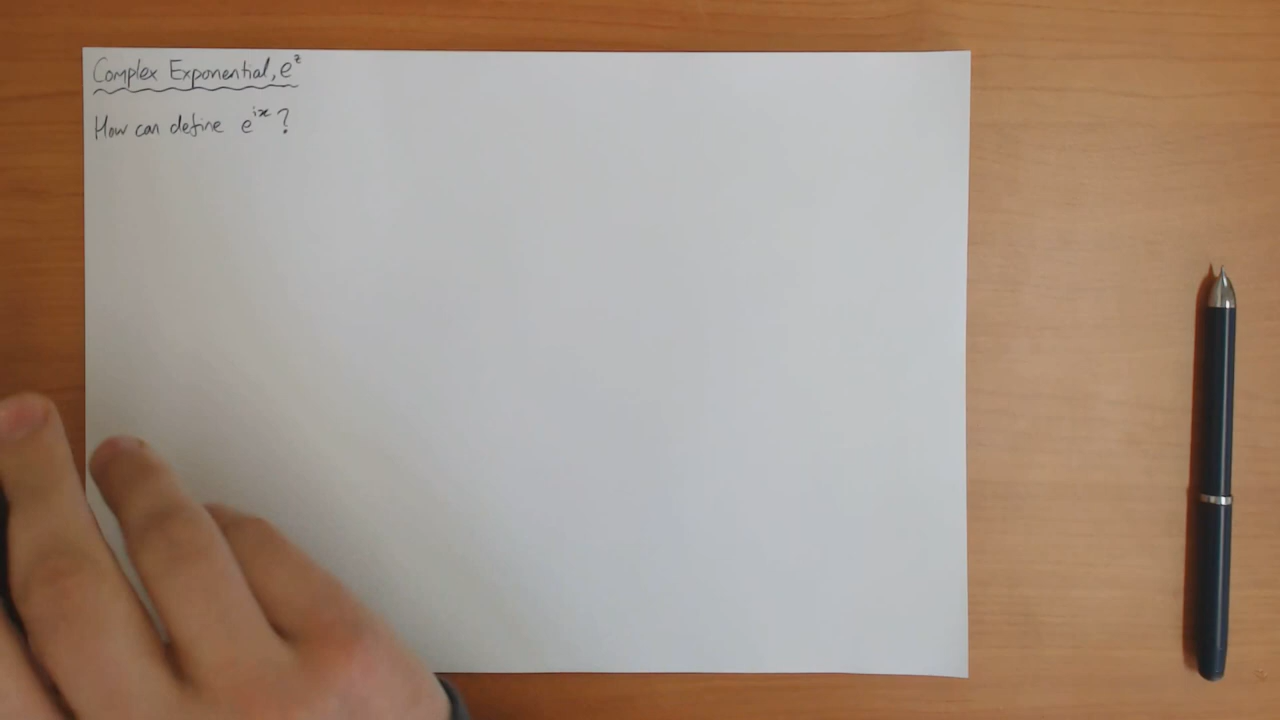 Complex Exponential, e^z
How can define e^{ix} ?